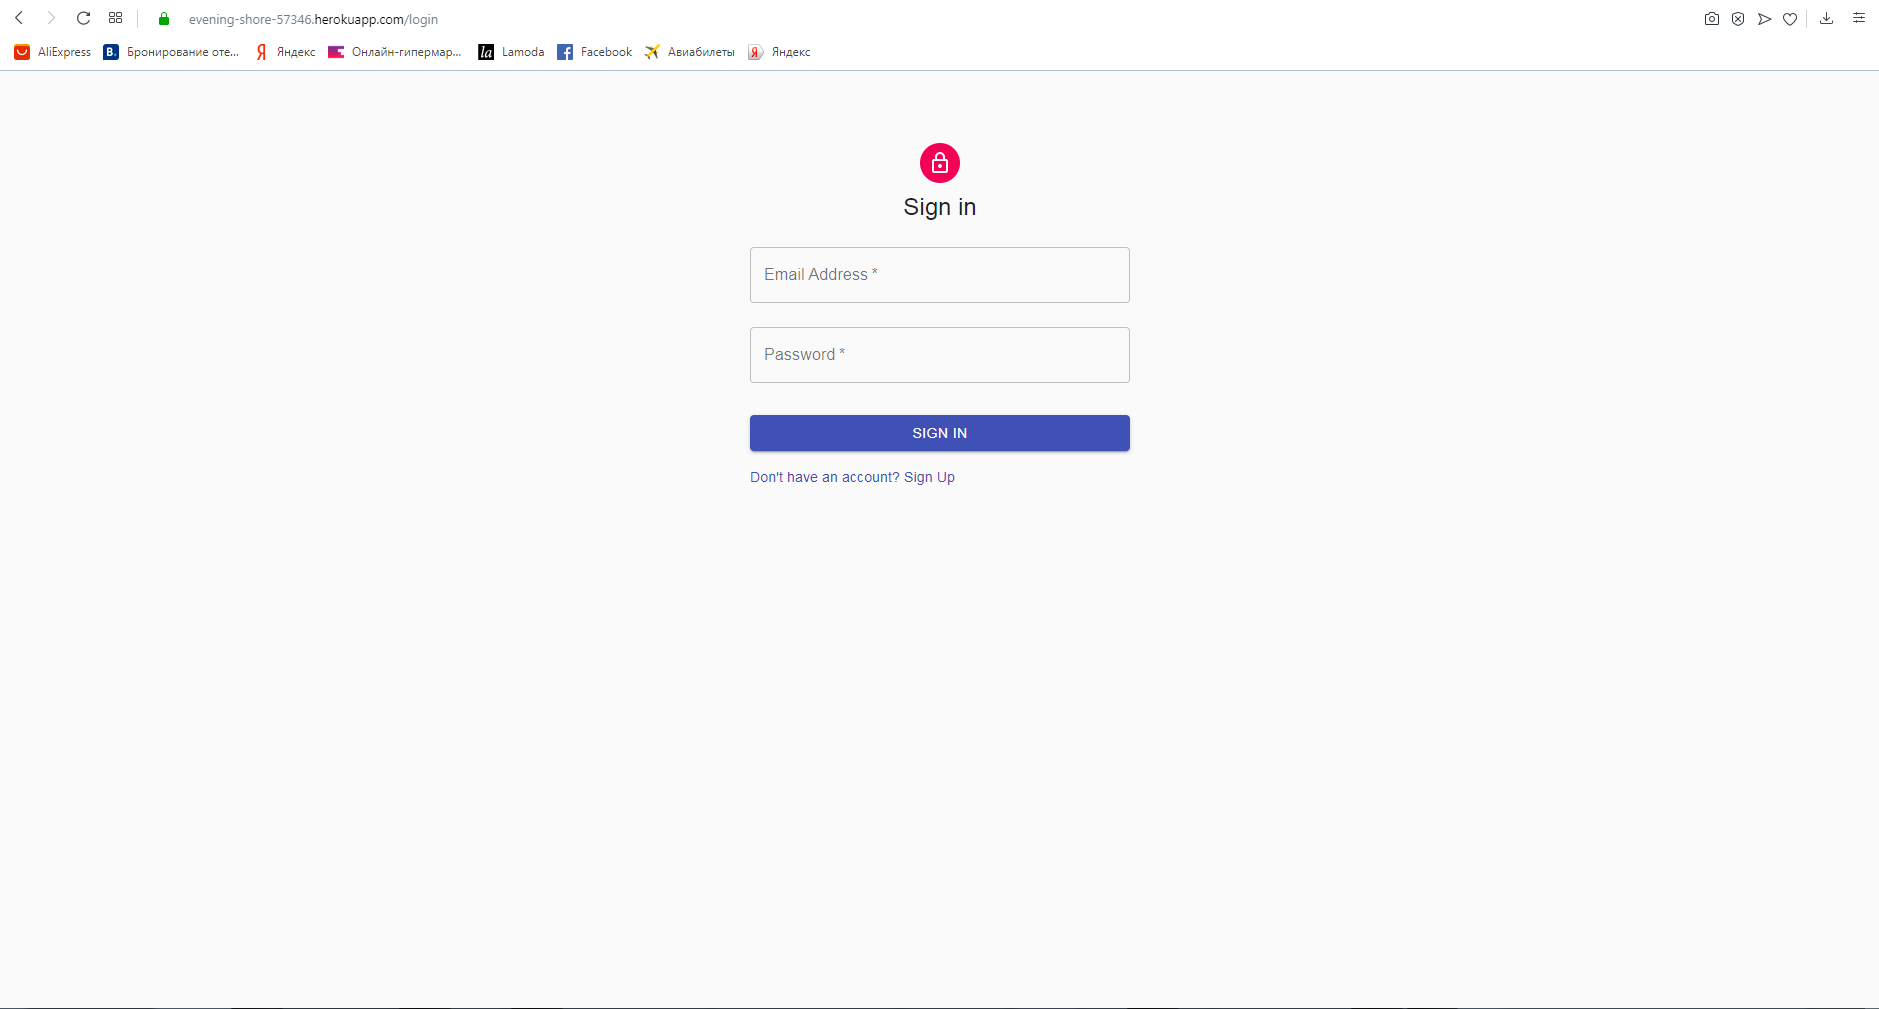 evening-shore-57346.herokuapp.com/login
AliExpress B. Бронирование оте... Я Яндекс Онлайн-гипермар... la Lamoda f Facebook Авиабилеты Я Яндекс
Sign in
Email Address *
Password *
SIGN IN
Don't have an account? Sign Up